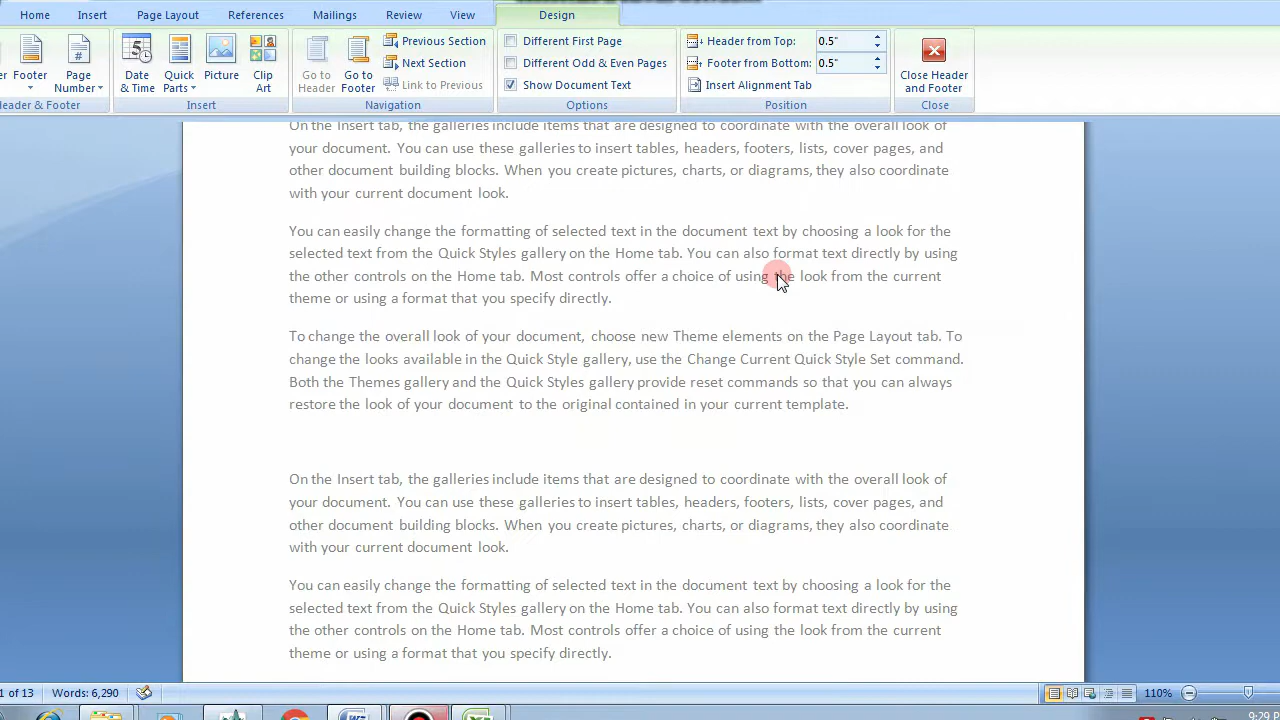 Home Insert Page Layout References Mailings Review View Design
Footer
Page Number
Date & Time
Quick Parts
Picture
Clip Art
Go to Header
Go to Footer
Previous Section
Next Section
Link to Previous
Different First Page
Different Odd & Even Pages
Show Document Text
Header from Top: 0.5"
Footer from Bottom: 0.5"
Insert Alignment Tab
Close Header and Footer
Header & Footer Insert Navigation Options Position Close
On the Insert tab, the galleries include items that are designed to coordinate with the overall look of
your document. You can use these galleries to insert tables, headers, footers, lists, cover pages, and
other document building blocks. When you create pictures, charts, or diagrams, they also coordinate
with your current document look.
You can easily change the formatting of selected text in the document text by choosing a look for the
selected text from the Quick Styles gallery on the Home tab. You can also format text directly by using
the other controls on the Home tab. Most controls offer a choice of using the look from the current
theme or using a format that you specify directly.
To change the overall look of your document, choose new Theme elements on the Page Layout tab. To
change the looks available in the Quick Style gallery, use the Change Current Quick Style Set command.
Both the Themes gallery and the Quick Styles gallery provide reset commands so that you can always
restore the look of your document to the original contained in your current template.
On the Insert tab, the galleries include items that are designed to coordinate with the overall look of
your document. You can use these galleries to insert tables, headers, footers, lists, cover pages, and
other document building blocks. When you create pictures, charts, or diagrams, they also coordinate
with your current document look.
You can easily change the formatting of selected text in the document text by choosing a look for the
selected text from the Quick Styles gallery on the Home tab. You can also format text directly by using
the other controls on the Home tab. Most controls offer a choice of using the look from the current
theme or using a format that you specify directly.
1 of 13 Words: 6,290 110%
9:29